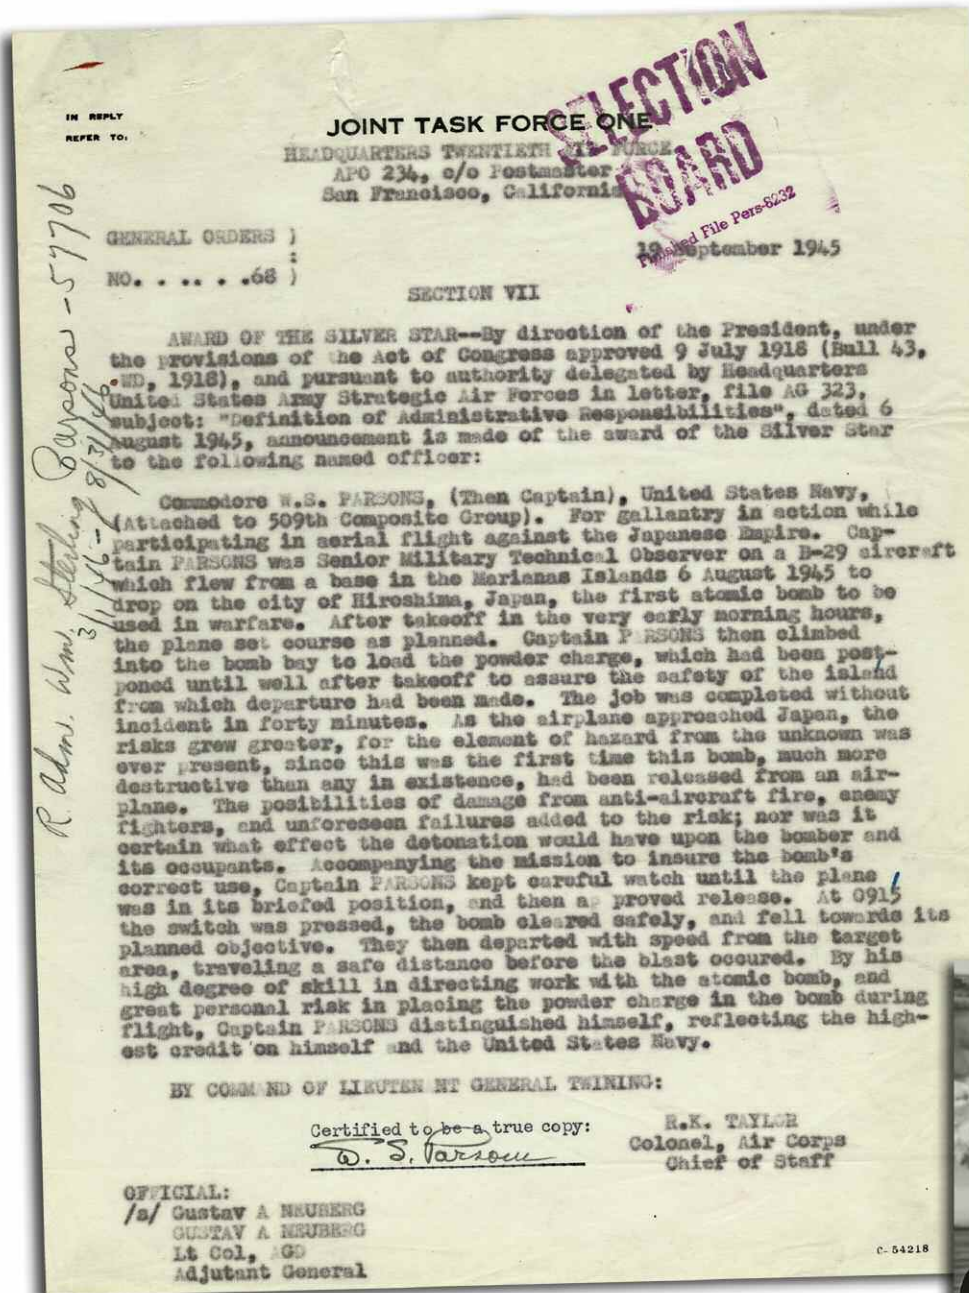 IN REPLY
REFER TO:
JOINT TASK FORCE ONE
SELECTION
BOARD
File Pers-8232
HEADQUARTERS TWENTIETH AIR FORCE
APO 234, c/o Postmaster
San Francisco, California
GENERAL ORDERS )
:
NO. . . .. . .68 )
19 September 1945
SECTION VII
AWARD OF THE SILVER STAR--By direction of the President, under
the provisions of the Act of Congress approved 9 July 1918 (Bull 43,
WD, 1918), and pursuant to authority delegated by Headquarters
United States Army Strategic Air Forces in letter, file AG 323,
subject: "Definition of Administrative Responsibilities", dated 6
August 1945, announcement is made of the award of the Silver Star
to the following named officer:
Commodore W.S. PARSONS, (Then Captain), United States Navy,
(Attached to 509th Composite Group). For gallantry in action while
participating in aerial flight against the Japanese Empire. Cap-
tain PARSONS was Senior Military Technical Observer on a B-29 aircraft
which flew from a base in the Marianas Islands 6 August 1945 to
drop on the city of Hiroshima, Japan, the first atomic bomb to be
used in warfare. After takeoff in the very early morning hours,
the plane set course as planned. Captain PARSONS then climbed
into the bomb bay to load the powder charge, which had been post-
poned until well after takeoff to assure the safety of the island
from which departure had been made. The job was completed without
incident in forty minutes. As the airplane approached Japan, the
risks grew greater, for the element of hazard from the unknown was
ever present, since this was the first time this bomb, much more
destructive than any in existence, had been released from an air-
plane. The posibilities of damage from anti-aircraft fire, enemy
fighters, and unforeseen failures added to the risk; nor was it
certain what effect the detonation would have upon the bomber and
its occupants. Accompanying the mission to insure the bomb's
correct use, Captain PARSONS kept careful watch until the plane
was in its briefed position, and then approved release. At 0915
the switch was pressed, the bomb cleared safely, and fell towards its
planned objective. They then departed with speed from the target
area, traveling a safe distance before the blast occured. By his
high degree of skill in directing work with the atomic bomb, and
great personal risk in placing the powder charge in the bomb during
flight, Captain PARSONS distinguished himself, reflecting the high-
est credit on himself and the United States Navy.
BY COMMAND OF LIEUTENANT GENERAL TWINING:
Certified to be a true copy:
W. S. Parsons
R.K. TAYLOR
Colonel, Air Corps
Chief of Staff
OFFICIAL:
/s/ Gustav A NEUBERG
GUSTAV A NEUBERG
Lt Col, AGD
Adjutant General
C-54218
R. Adm. Wm. Sterling Parsons - 57706
3/1/46 - 8/31/46